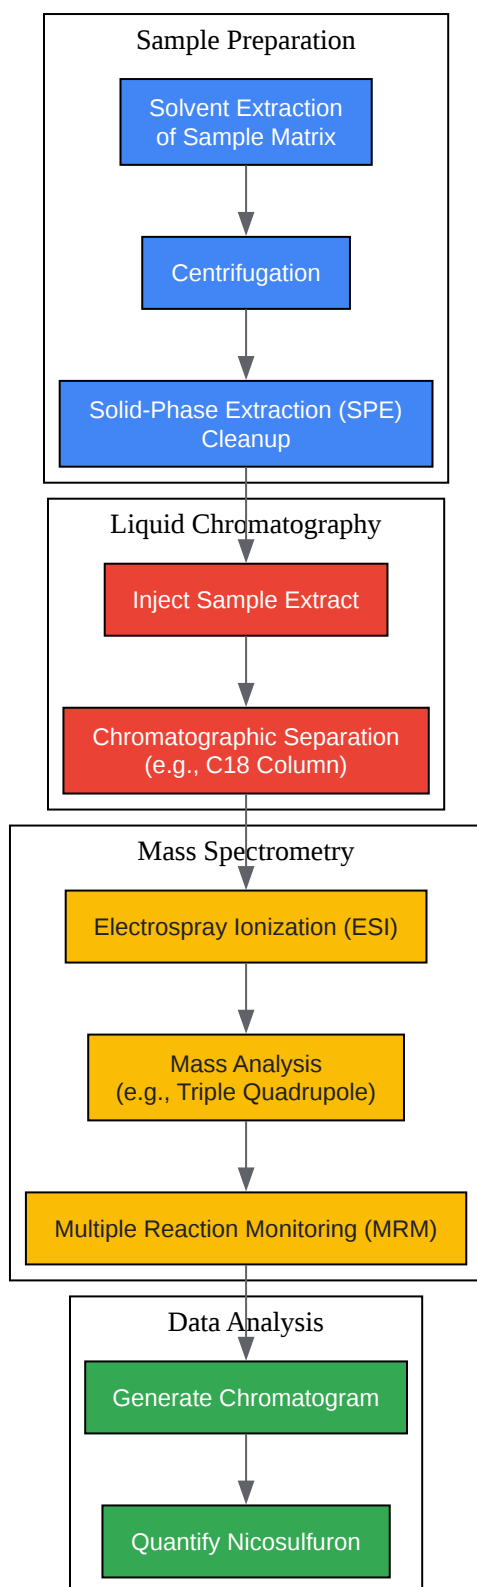 Sample Preparation
Solvent Extraction
of Sample Matrix
Centrifugation
Solid-Phase Extraction (SPE)
Cleanup
Liquid Chromatography
Inject Sample Extract
Chromatographic Separation
(e.g., C18 Column)
Mass Spectrometry
Electrospray Ionization (ESI)
Mass Analysis
(e.g., Triple Quadrupole)
Multiple Reaction Monitoring (MRM)
Data Analysis
Generate Chromatogram
Quantify Nicosulfuron